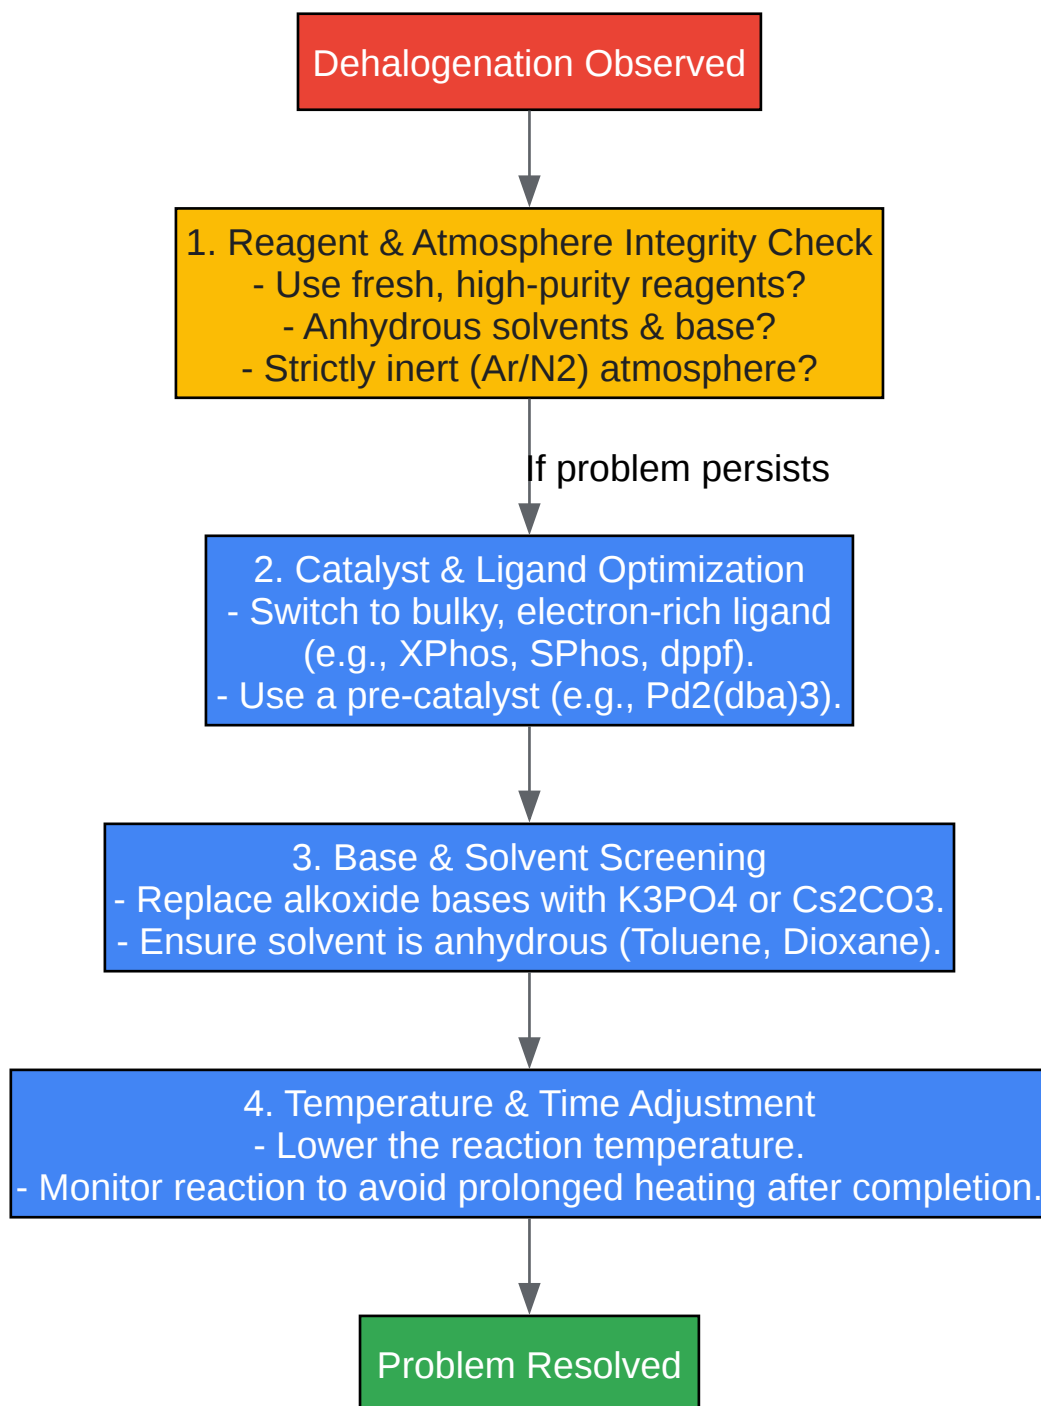 Dehalogenation Observed
1. Reagent & Atmosphere Integrity Check
- Use fresh, high-purity reagents?
- Anhydrous solvents & base?
- Strictly inert (Ar/N2) atmosphere?
If problem persists
2. Catalyst & Ligand Optimization
- Switch to bulky, electron-rich ligand
(e.g., XPhos, SPhos, dppf).
- Use a pre-catalyst (e.g., Pd2(dba)3).
3. Base & Solvent Screening
- Replace alkoxide bases with K3PO4 or Cs2CO3.
- Ensure solvent is anhydrous (Toluene, Dioxane).
4. Temperature & Time Adjustment
- Lower the reaction temperature.
- Monitor reaction to avoid prolonged heating after completion.
Problem Resolved